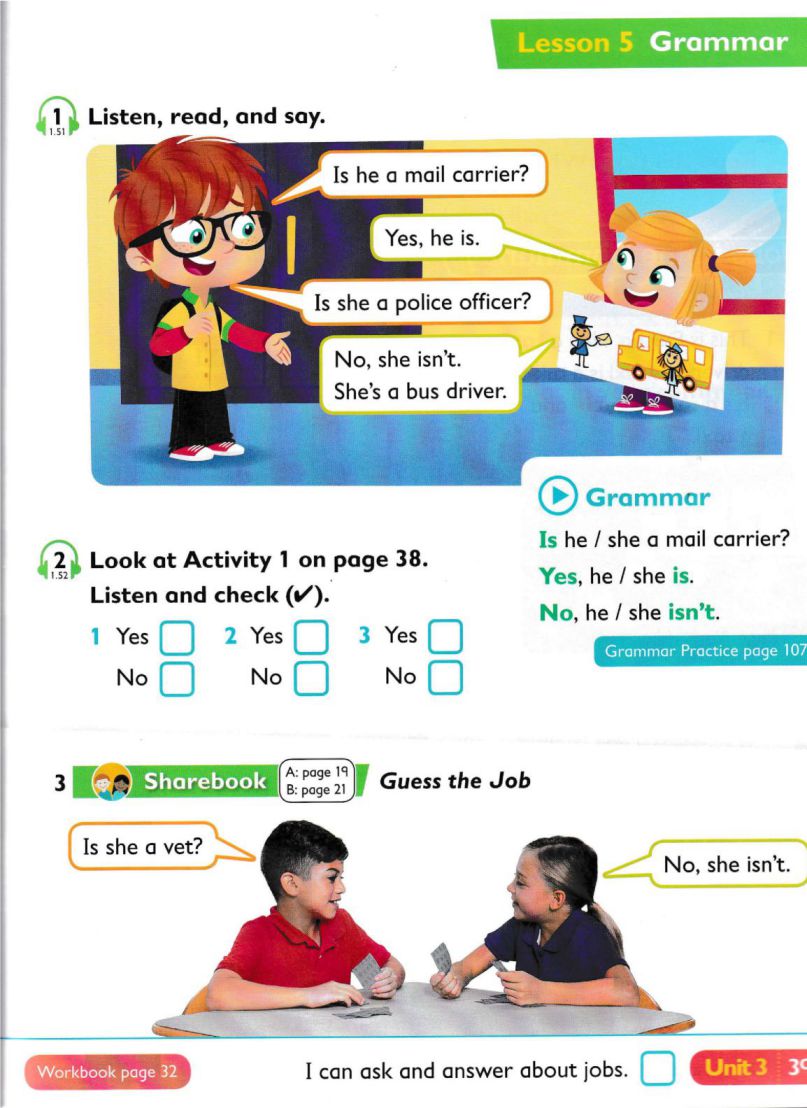 Lesson 5 Grammar
1
1.51
Listen, read, and say.
Is he a mail carrier?
Yes, he is.
Is she a police officer?
No, she isn't.
She's a bus driver.
Grammar
Is he / she a mail carrier?
Yes, he / she is.
No, he / she isn't.
Grammar Practice page 107
2
1.52
Look at Activity 1 on page 38.
Listen and check (✔).
1 Yes 2 Yes 3 Yes
No No No
3 Sharebook A: page 19
B: page 21
Guess the Job
Is she a vet?
No, she isn't.
Workbook page 32
I can ask and answer about jobs.
Unit 3